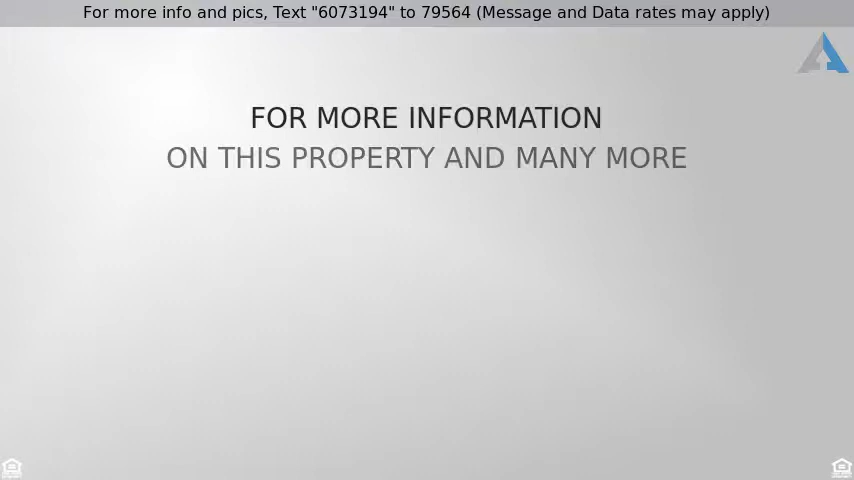 For more info and pics, Text "6073194" to 79564 (Message and Data rates may apply)
FOR MORE INFORMATION
ON THIS PROPERTY AND MANY MORE